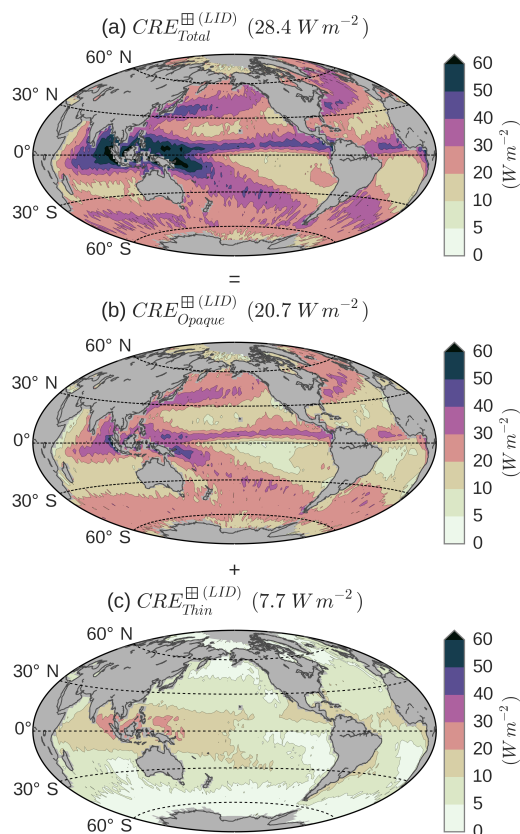 (a) CRE_{Total}^{⊞ (LID)} (28.4 W m^{−2})
60° N
30° N
0°
30° S
60° S
60
50
40
30
20
10
5
0
(W m^{−2})
=
(b) CRE_{Opaque}^{⊞ (LID)} (20.7 W m^{−2})
60° N
30° N
0°
30° S
60° S
60
50
40
30
20
10
5
0
(W m^{−2})
+
(c) CRE_{Thin}^{⊞ (LID)} (7.7 W m^{−2})
60° N
30° N
0°
30° S
60° S
60
50
40
30
20
10
5
0
(W m^{−2})